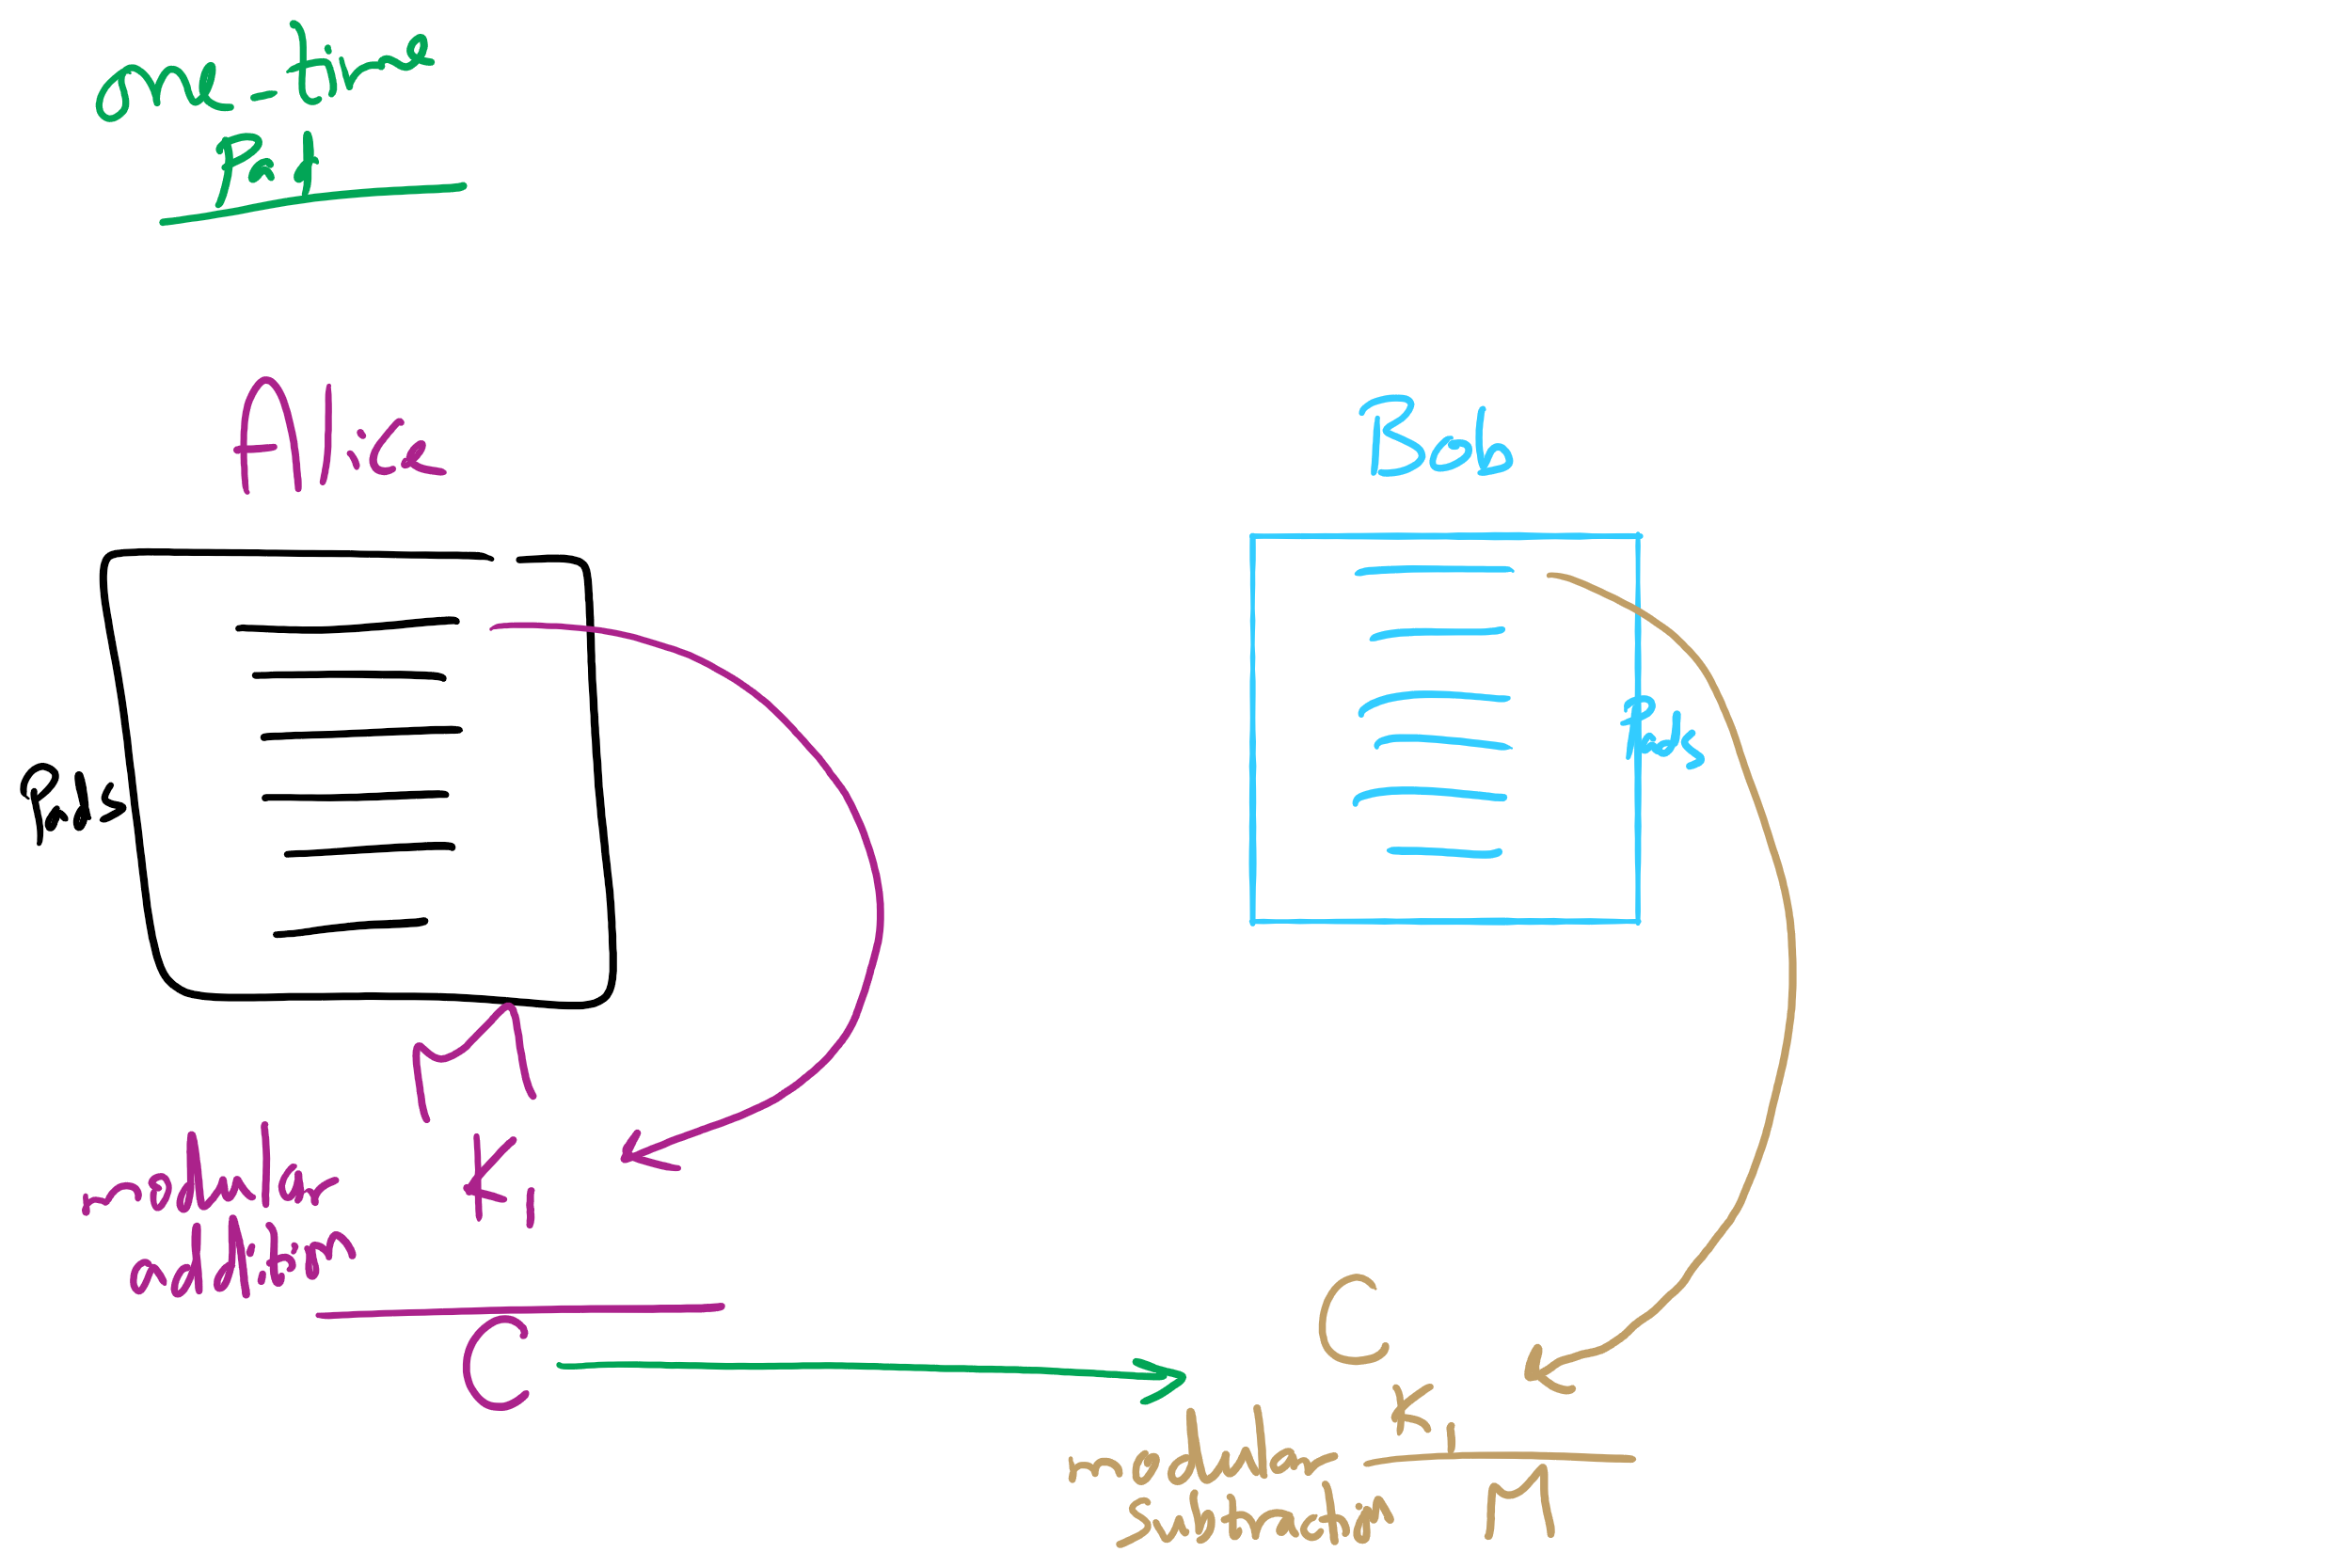 one-time
Pad
Alice
Bob
Pads
Pads
M
modular
addition
K1
C
C
K1
modular
subtraction
M